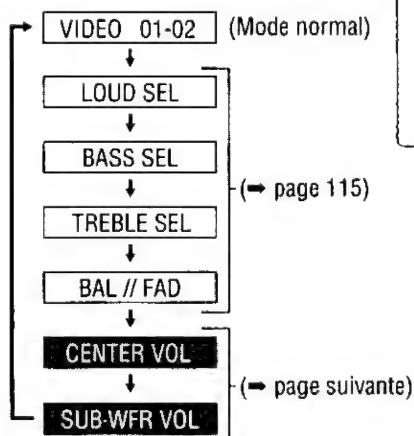 VIDEO 01-02 (Mode normal)
LOUD SEL
BASS SEL
(➡ page 115)
TREBLE SEL
BAL // FAD
CENTER VOL
(➡ page suivante)
SUB-WFR VOL